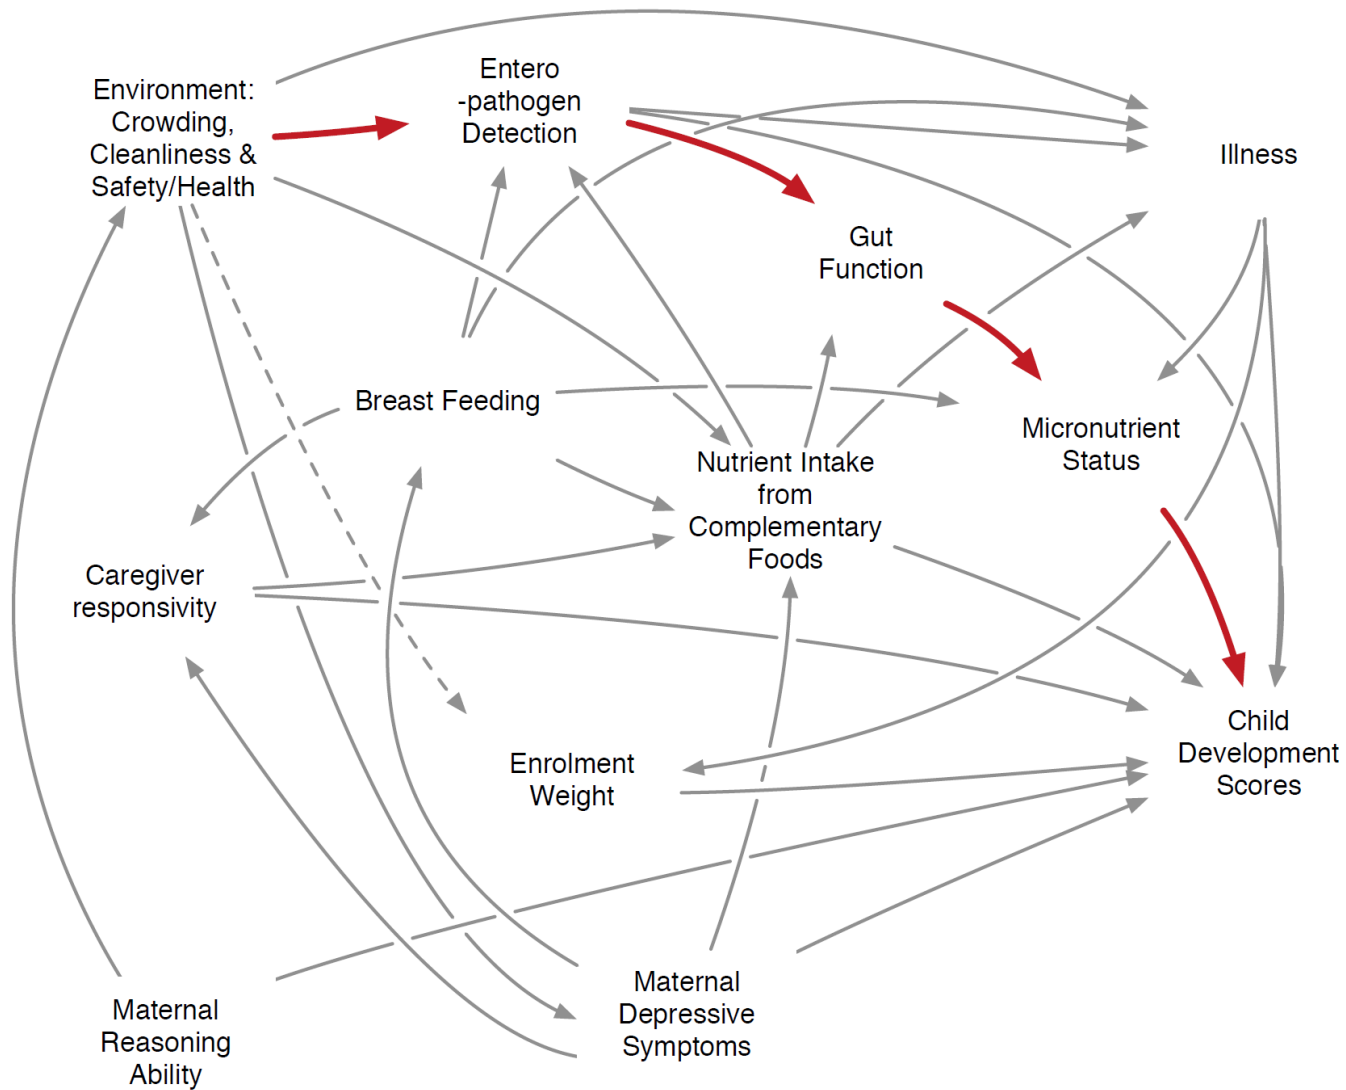 Environment:
Crowding,
Cleanliness &
Safety/Health
Entero
-pathogen
Detection
Illness
Gut
Function
Breast Feeding
Micronutrient
Status
Nutrient Intake
from
Complementary
Foods
Caregiver
responsivity
Enrolment
Weight
Child
Development
Scores
Maternal
Reasoning
Ability
Maternal
Depressive
Symptoms